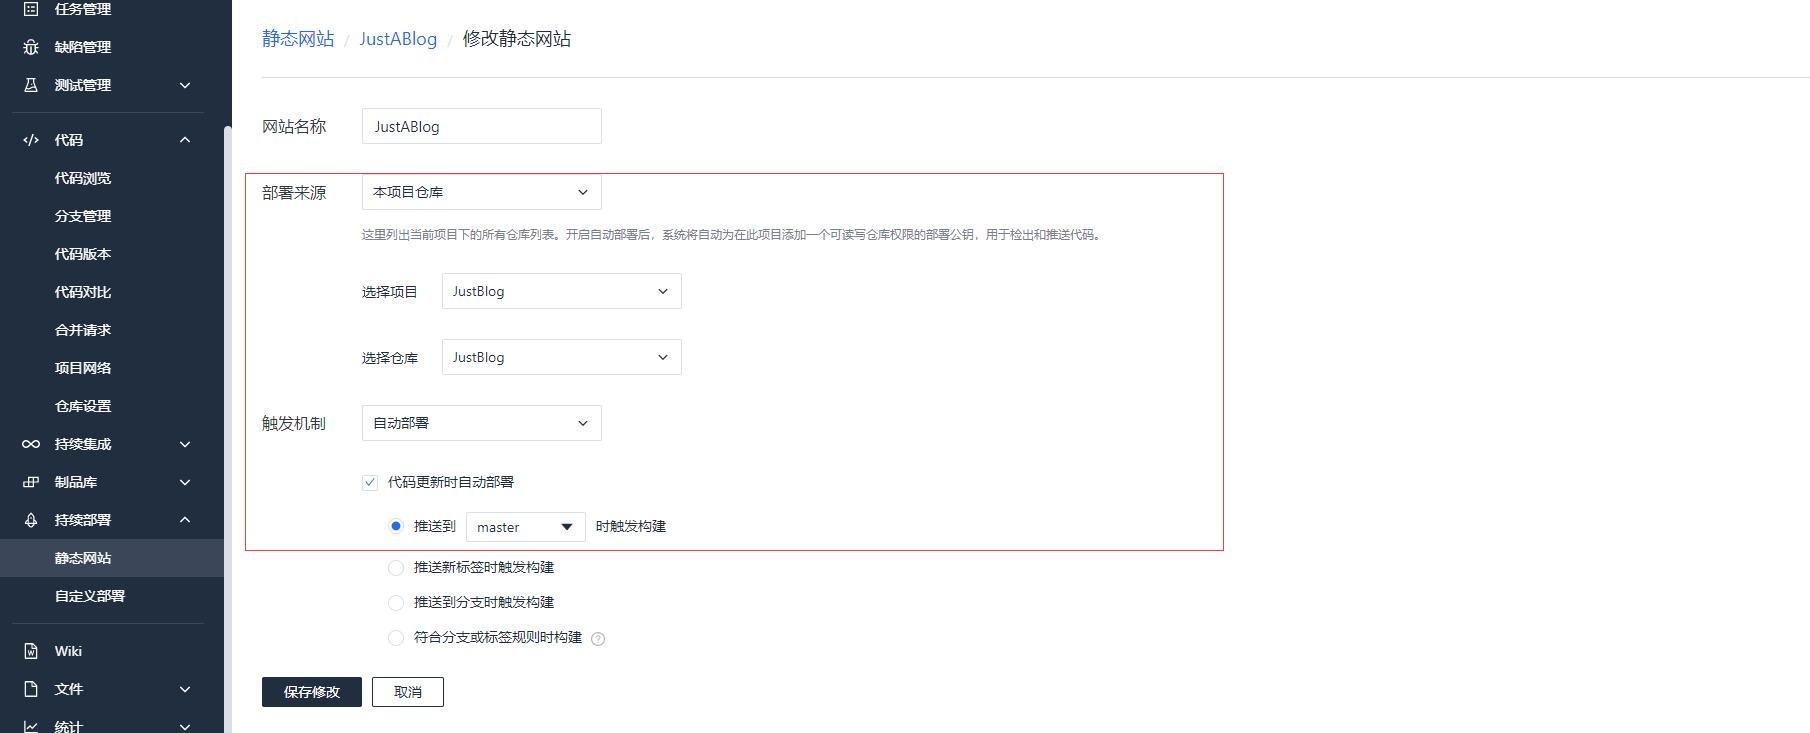 任务管理
缺陷管理
测试管理
代码
代码浏览
分支管理
代码版本
代码对比
合并请求
项目网络
仓库设置
持续集成
制品库
持续部署
静态网站
自定义部署
Wiki
文件
统计
静态网站 / JustABlog / 修改静态网站
网站名称 JustABlog
部署来源 本项目仓库
这里列出当前项目下的所有仓库列表。开启自动部署后，系统将自动为在此项目添加一个可读写仓库权限的部署公钥，用于检出和推送代码。
选择项目 JustBlog
选择仓库 JustBlog
触发机制 自动部署
代码更新时自动部署
推送到 master 时触发构建
推送新标签时触发构建
推送到分支时触发构建
符合分支或标签规则时构建 ?
保存修改 取消